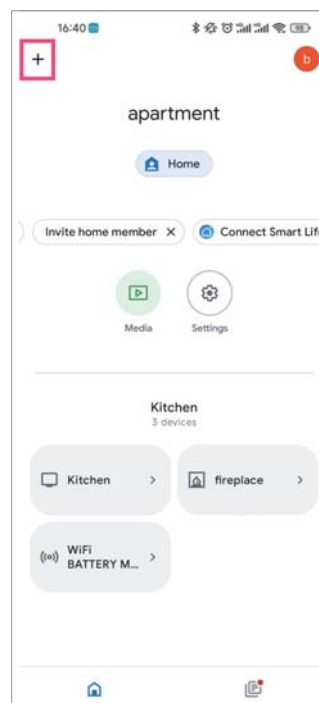 16:40
b
apartment
Home
Invite home member
Connect Smart Lif
Media
Settings
Kitchen
3 devices
Kitchen
fireplace
WiFi
BATTERY M...